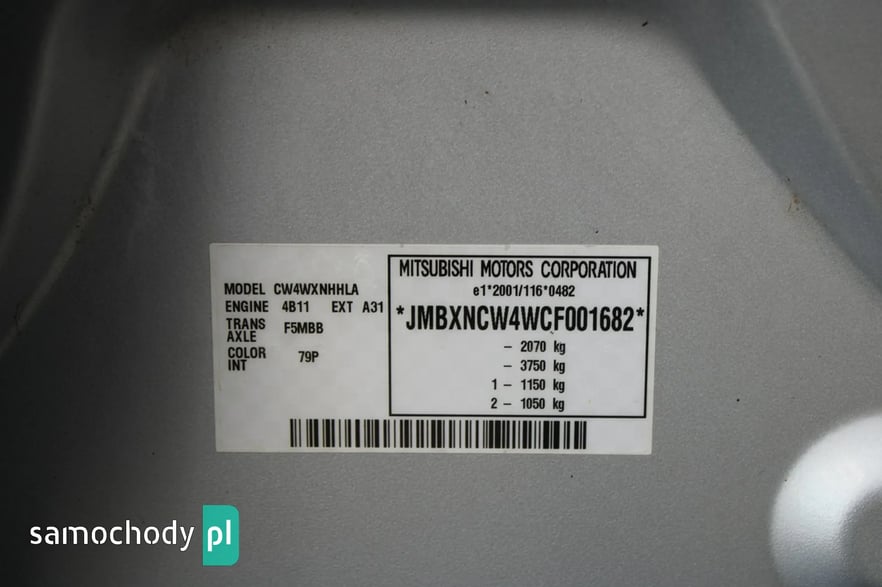 MODEL CW4WXNHHLA
ENGINE 4B11 EXT A31
TRANS AXLE F5MBB
COLOR INT 79P
MITSUBISHI MOTORS CORPORATION
e1*2001/116*0482
*JMBXNCW4WCF001682*
– 2070 kg
– 3750 kg
1 – 1150 kg
2 – 1050 kg
samochody pl